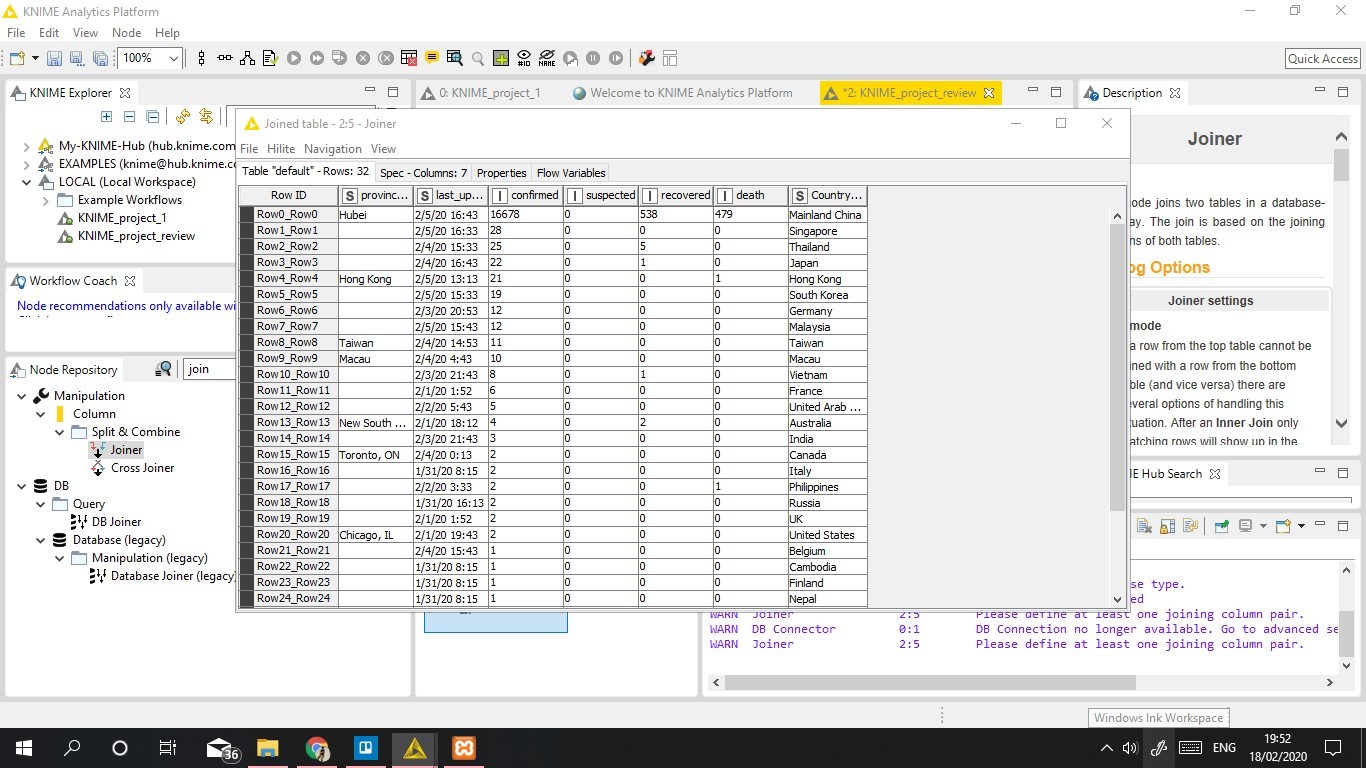 KNIME Analytics Platform
File Edit View Node Help
100%
Quick Access
KNIME Explorer
0: KNIME_project_1
Welcome to KNIME Analytics Platform
*2: KNIME_project_review
Description
My-KNIME-Hub (hub.knime.com
EXAMPLES (knime@hub.knime.c
LOCAL (Local Workspace)
Example Workflows
KNIME_project_1
KNIME_project_review
Workflow Coach
Node recommendations only available wi
Node Repository
join
Manipulation
Column
Split & Combine
Joiner
Cross Joiner
DB
Query
DB Joiner
Database (legacy)
Manipulation (legacy)
Database Joiner (legacy)
Joined table - 2:5 - Joiner
File Hilite Navigation View
Table "default" - Rows: 32 Spec - Columns: 7 Properties Flow Variables
Row ID S provinc... S last_up... I confirmed I suspected I recovered I death S Country...
Row0_Row0 Hubei 2/5/20 16:43 16678 0 538 479 Mainland China
Row1_Row1 2/5/20 16:33 28 0 0 0 Singapore
Row2_Row2 2/4/20 15:33 25 0 5 0 Thailand
Row3_Row3 2/4/20 16:43 22 0 1 0 Japan
Row4_Row4 Hong Kong 2/5/20 13:13 21 0 0 1 Hong Kong
Row5_Row5 2/5/20 15:33 19 0 0 0 South Korea
Row6_Row6 2/3/20 20:53 12 0 0 0 Germany
Row7_Row7 2/5/20 15:43 12 0 0 0 Malaysia
Row8_Row8 Taiwan 2/4/20 14:53 11 0 0 0 Taiwan
Row9_Row9 Macau 2/4/20 4:43 10 0 0 0 Macau
Row10_Row10 2/3/20 21:43 8 0 1 0 Vietnam
Row11_Row11 2/1/20 1:52 6 0 0 0 France
Row12_Row12 2/2/20 5:43 5 0 0 0 United Arab ...
Row13_Row13 New South ... 2/1/20 18:12 4 0 2 0 Australia
Row14_Row14 2/3/20 21:43 3 0 0 0 India
Row15_Row15 Toronto, ON 2/4/20 0:13 2 0 0 0 Canada
Row16_Row16 1/31/20 8:15 2 0 0 0 Italy
Row17_Row17 2/2/20 3:33 2 0 0 1 Philippines
Row18_Row18 1/31/20 16:13 2 0 0 0 Russia
Row19_Row19 2/1/20 1:52 2 0 0 0 UK
Row20_Row20 Chicago, IL 2/1/20 19:43 2 0 0 0 United States
Row21_Row21 2/4/20 15:43 1 0 0 0 Belgium
Row22_Row22 1/31/20 8:15 1 0 0 0 Cambodia
Row23_Row23 1/31/20 8:15 1 0 0 0 Finland
Row24_Row24 1/31/20 8:15 1 0 0 0 Nepal
Joiner
ode joins two tables in a database-
ay. The join is based on the joining
ns of both tables.
og Options
Joiner settings
mode
a row from the top table cannot be
ned with a row from the bottom
ble (and vice versa) there are
everal options of handling this
tuation. After an Inner Join only
atching rows will show up in the
E Hub Search
se type.
ed
WARN Joiner 2:5 Please define at least one joining column pair.
WARN DB Connector 0:1 DB Connection no longer available. Go to advanced se
WARN Joiner 2:5 Please define at least one joining column pair.
Windows Ink Workspace
36
ENG
19:52
18/02/2020